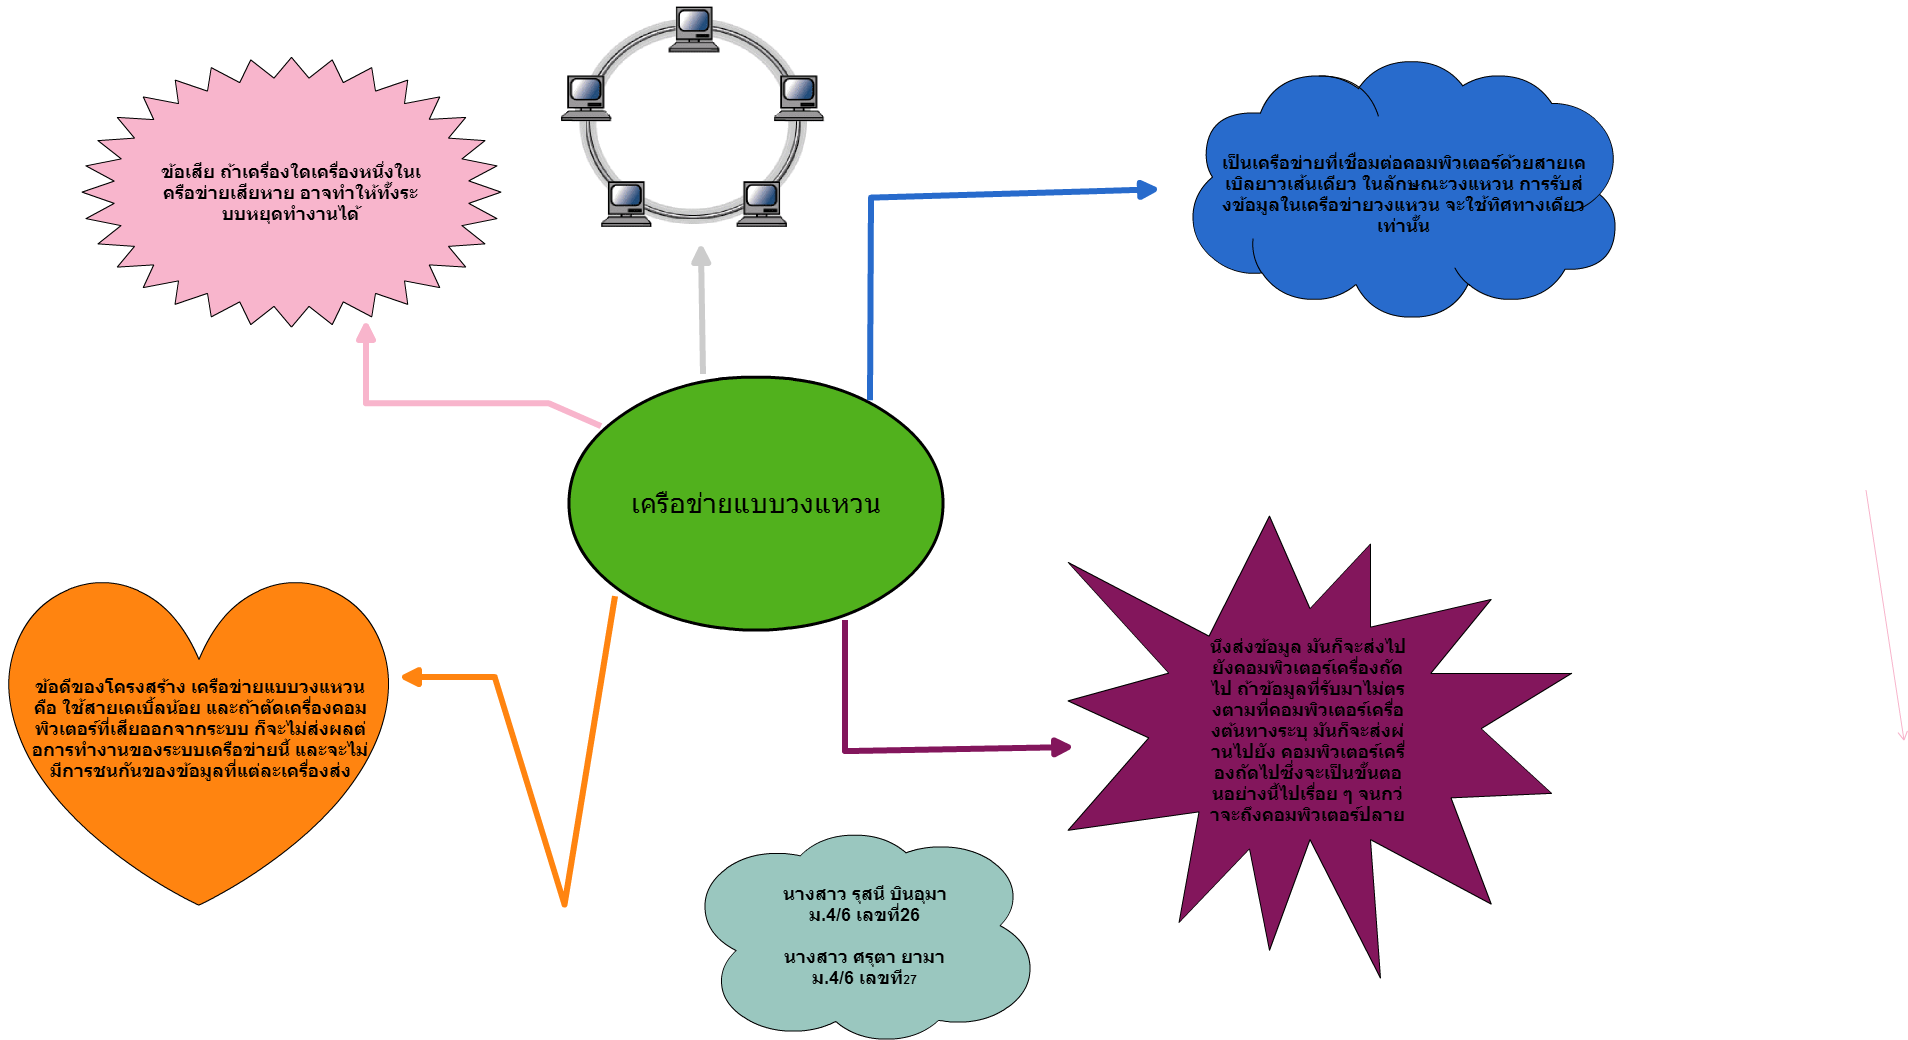 ข้อเสีย ถ้าเครื่องใดเครื่องหนึ่งในเ
ครือข่ายเสียหาย อาจทำให้ทั้งระ
บบหยุดทำงานได้
เป็นเครือข่ายที่เชื่อมต่อคอมพิวเตอร์ด้วยสายเค
เบิลยาวเส้นเดียว ในลักษณะวงแหวน การรับส่
งข้อมูลในเครือข่ายวงแหวน จะใช้ทิศทางเดียว
เท่านั้น
เครือข่ายแบบวงแหวน
ข้อดีของโครงสร้าง เครือข่ายแบบวงแหวน
คือ ใช้สายเคเบิ้ลน้อย และถ้าตัดเครื่องคอม
พิวเตอร์ที่เสียออกจากระบบ ก็จะไม่ส่งผลต่
อการทำงานของระบบเครือข่ายนี้ และจะไม่
มีการชนกันของข้อมูลที่แต่ละเครื่องส่ง
นึงส่งข้อมูล มันก็จะส่งไป
ยังคอมพิวเตอร์เครื่องถัด
ไป ถ้าข้อมูลที่รับมาไม่ตร
งตามที่คอมพิวเตอร์เครื่อ
งต้นทางระบุ มันก็จะส่งผ่
านไปยัง คอมพิวเตอร์เครื่
องถัดไปซึ่งจะเป็นขั้นตอ
นอย่างนี้ไปเรื่อย ๆ จนกว่
าจะถึงคอมพิวเตอร์ปลาย
นางสาว รุสนี บินอุมา
ม.4/6 เลขที่26
นางสาว ศรุตา ยามา
ม.4/6 เลขที่27